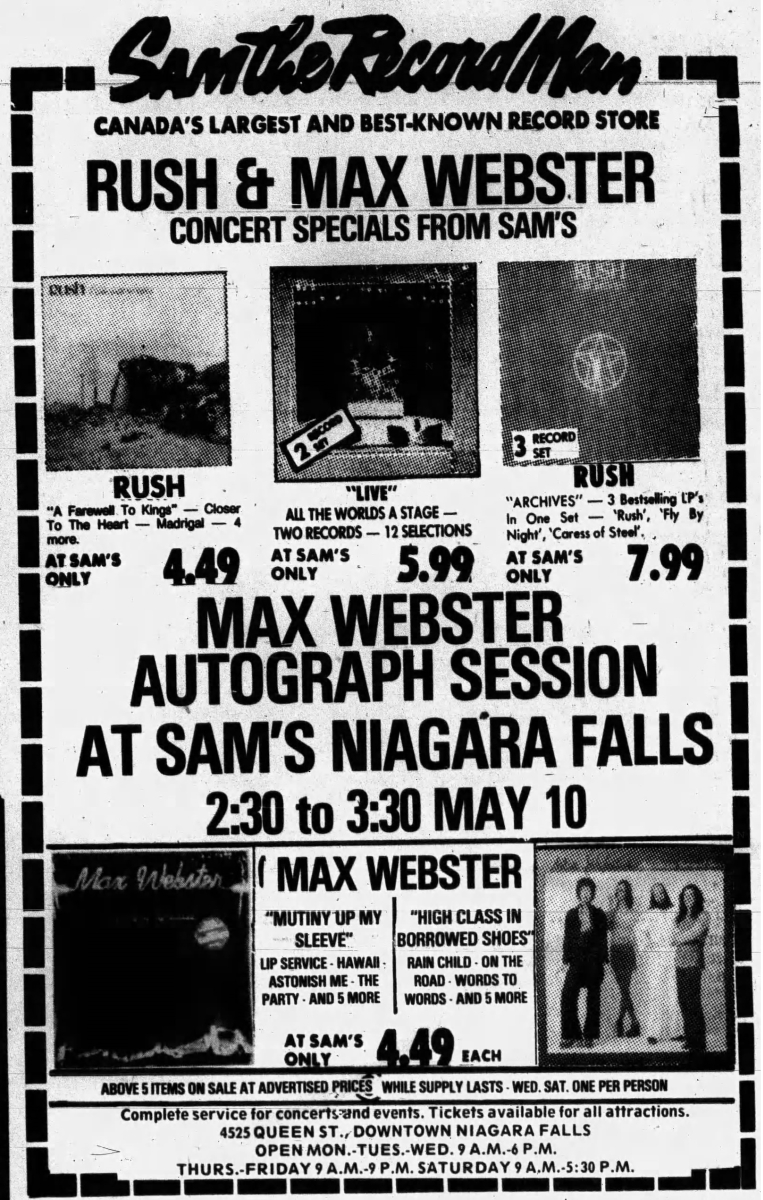 Sam the Record Man
CANADA'S LARGEST AND BEST-KNOWN RECORD STORE
RUSH & MAX WEBSTER
CONCERT SPECIALS FROM SAM'S
RUSH
2 RECORD
SET
RUSH
3 RECORD
SET
RUSH
"A Farewell To Kings" — Closer
To The Heart — Madrigal — 4
more.
AT SAM'S
ONLY 4.49
"LIVE"
ALL THE WORLDS A STAGE —
TWO RECORDS — 12 SELECTIONS
AT SAM'S
ONLY 5.99
RUSH
"ARCHIVES" — 3 Bestselling LP's
In One Set — 'Rush', 'Fly By
Night', 'Caress of Steel',
AT SAM'S
ONLY 7.99
MAX WEBSTER
AUTOGRAPH SESSION
AT SAM'S NIAGARA FALLS
2:30 to 3:30 MAY 10
Max Webster
MAX WEBSTER
"MUTINY UP MY
SLEEVE"
LIP SERVICE - HAWAII -
ASTONISH ME - THE
PARTY - AND 5 MORE
"HIGH CLASS IN
BORROWED SHOES"
RAIN CHILD - ON THE
ROAD - WORDS TO
WORDS - AND 5 MORE
AT SAM'S
ONLY 4.49 EACH
ABOVE 5 ITEMS ON SALE AT ADVERTISED PRICES WHILE SUPPLY LASTS - WED. SAT. ONE PER PERSON
Complete service for concerts and events. Tickets available for all attractions.
4525 QUEEN ST., DOWNTOWN NIAGARA FALLS
OPEN MON.-TUES.-WED. 9 A.M.-6 P.M.
THURS.-FRIDAY 9 A.M.-9 P.M. SATURDAY 9 A.M.-5:30 P.M.